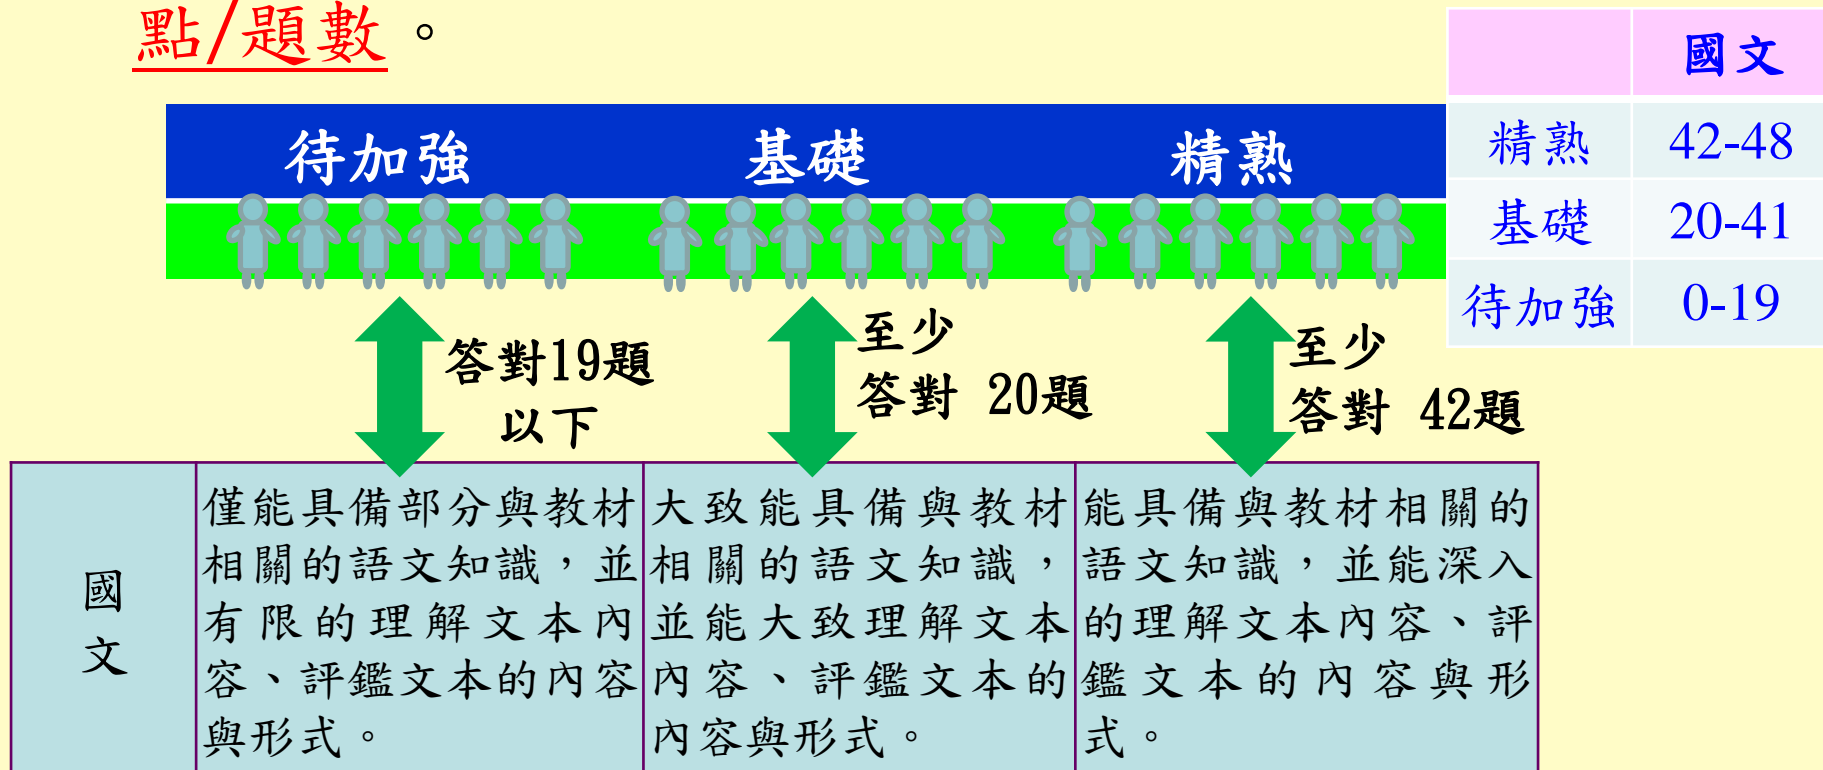 點/題數。
國文
精熟 42-48
基礎 20-41
待加強 0-19
待加強 基礎 精熟
答對19題
以下
至少
答對 20題
至少
答對 42題
國
文
僅能具備部分與教材
相關的語文知識，並
有限的理解文本內
容、評鑑文本的內容
與形式。
大致能具備與教材
相關的語文知識，
並能大致理解文本
內容、評鑑文本的
內容與形式。
能具備與教材相關的
語文知識，並能深入
的理解文本內容、評
鑑文本的內容與形
式。